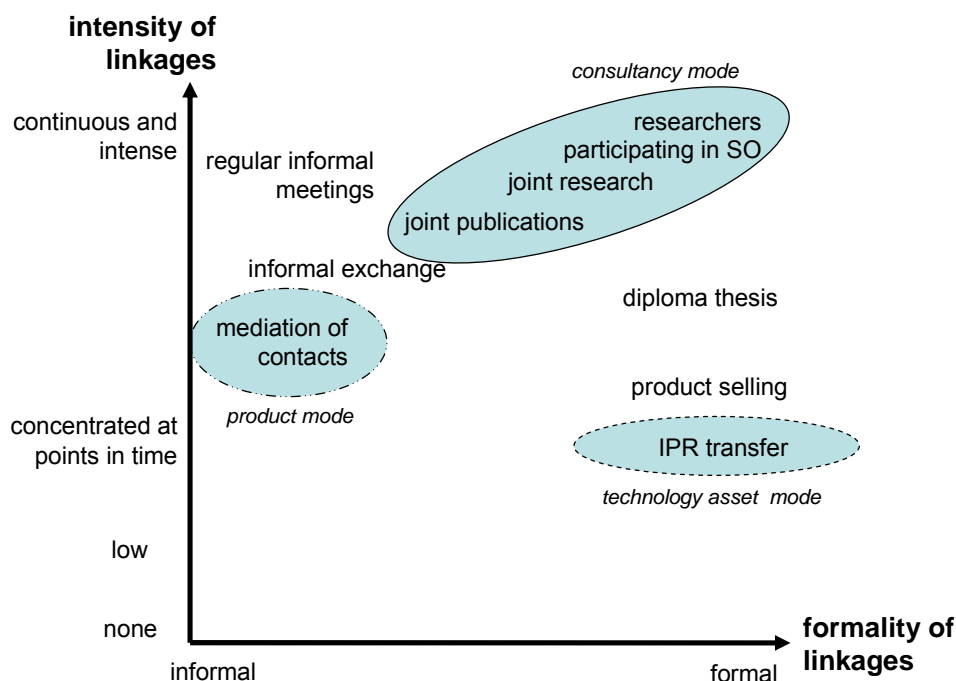 intensity of
linkages
consultancy mode
continuous and
intense
researchers
participating in SO
regular informal
meetings
joint research
joint publications
informal exchange
diploma thesis
mediation of
contacts
product selling
product mode
concentrated at
points in time
IPR transfer
technology asset mode
low
none
formality of
linkages
informal
formal